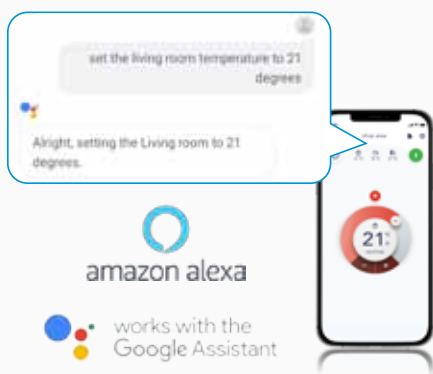 set the living room temperature to 21
degrees
Alright, setting the Living room to 21
degrees.
21
amazon alexa
works with the
Google Assistant